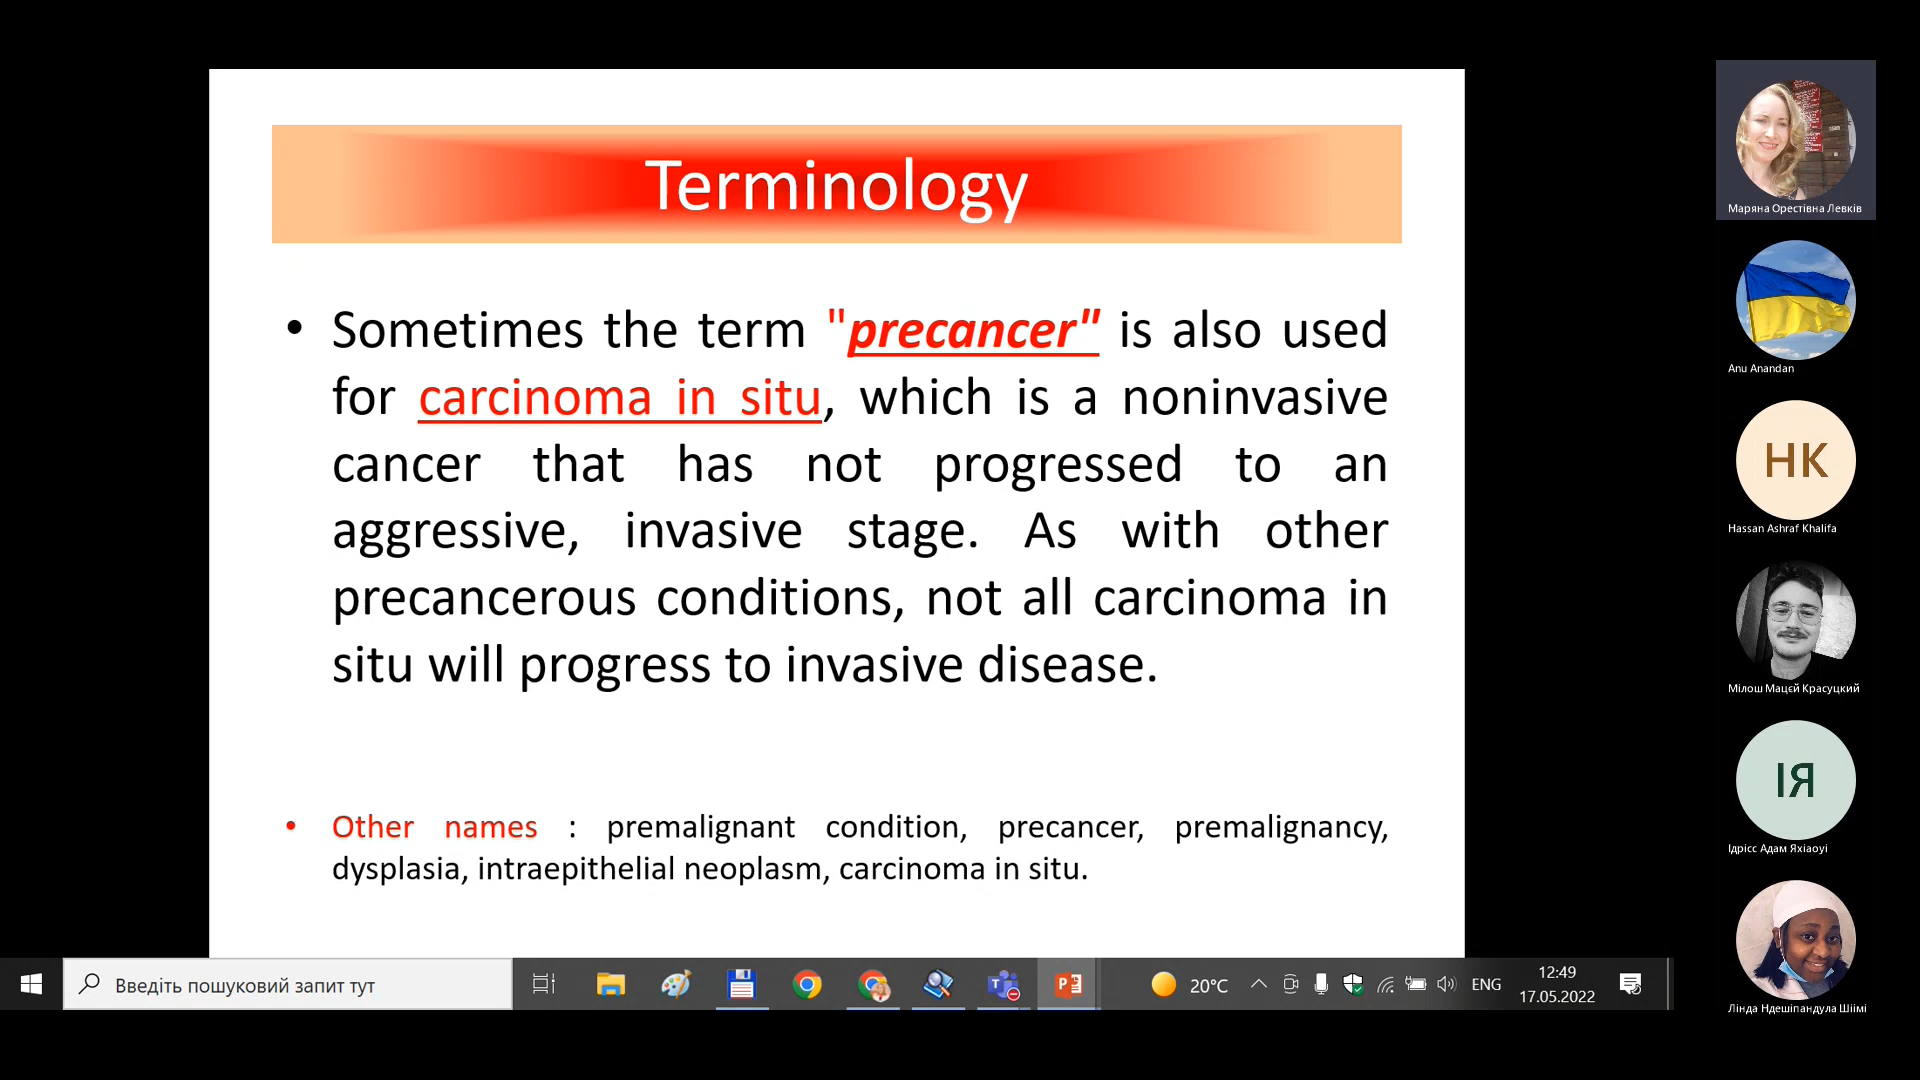 Terminology
• Sometimes the term "precancer" is also used
for carcinoma in situ, which is a noninvasive
cancer that has not progressed to an
aggressive, invasive stage. As with other
precancerous conditions, not all carcinoma in
situ will progress to invasive disease.
• Other names : premalignant condition, precancer, premalignancy,
dysplasia, intraepithelial neoplasm, carcinoma in situ.
Маряна Орестівна Левків
Anu Anandan
НК
Hassan Ashraf Khalifa
Мілош Мацєй Красуцкий
ІЯ
Ідрісс Адам Яхіаоуі
Лінда Ндешіпандула Шіімі
Введіть пошуковий запит тут
20°C
ENG
12:49
17.05.2022